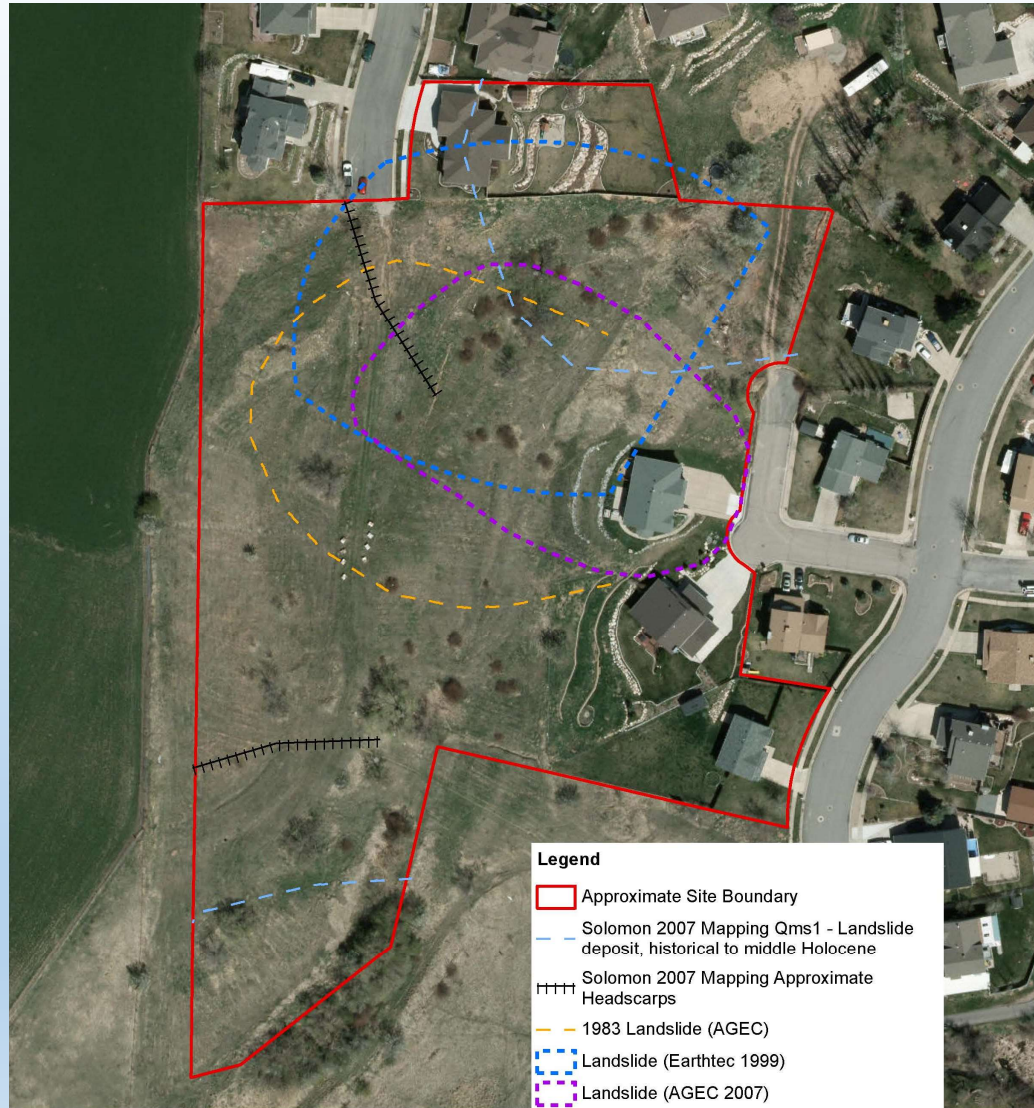 Legend
Approximate Site Boundary
Solomon 2007 Mapping Qms1 - Landslide
deposit, historical to middle Holocene
Solomon 2007 Mapping Approximate
Headscarps
1983 Landslide (AGEC)
Landslide (Earthtec 1999)
Landslide (AGEC 2007)